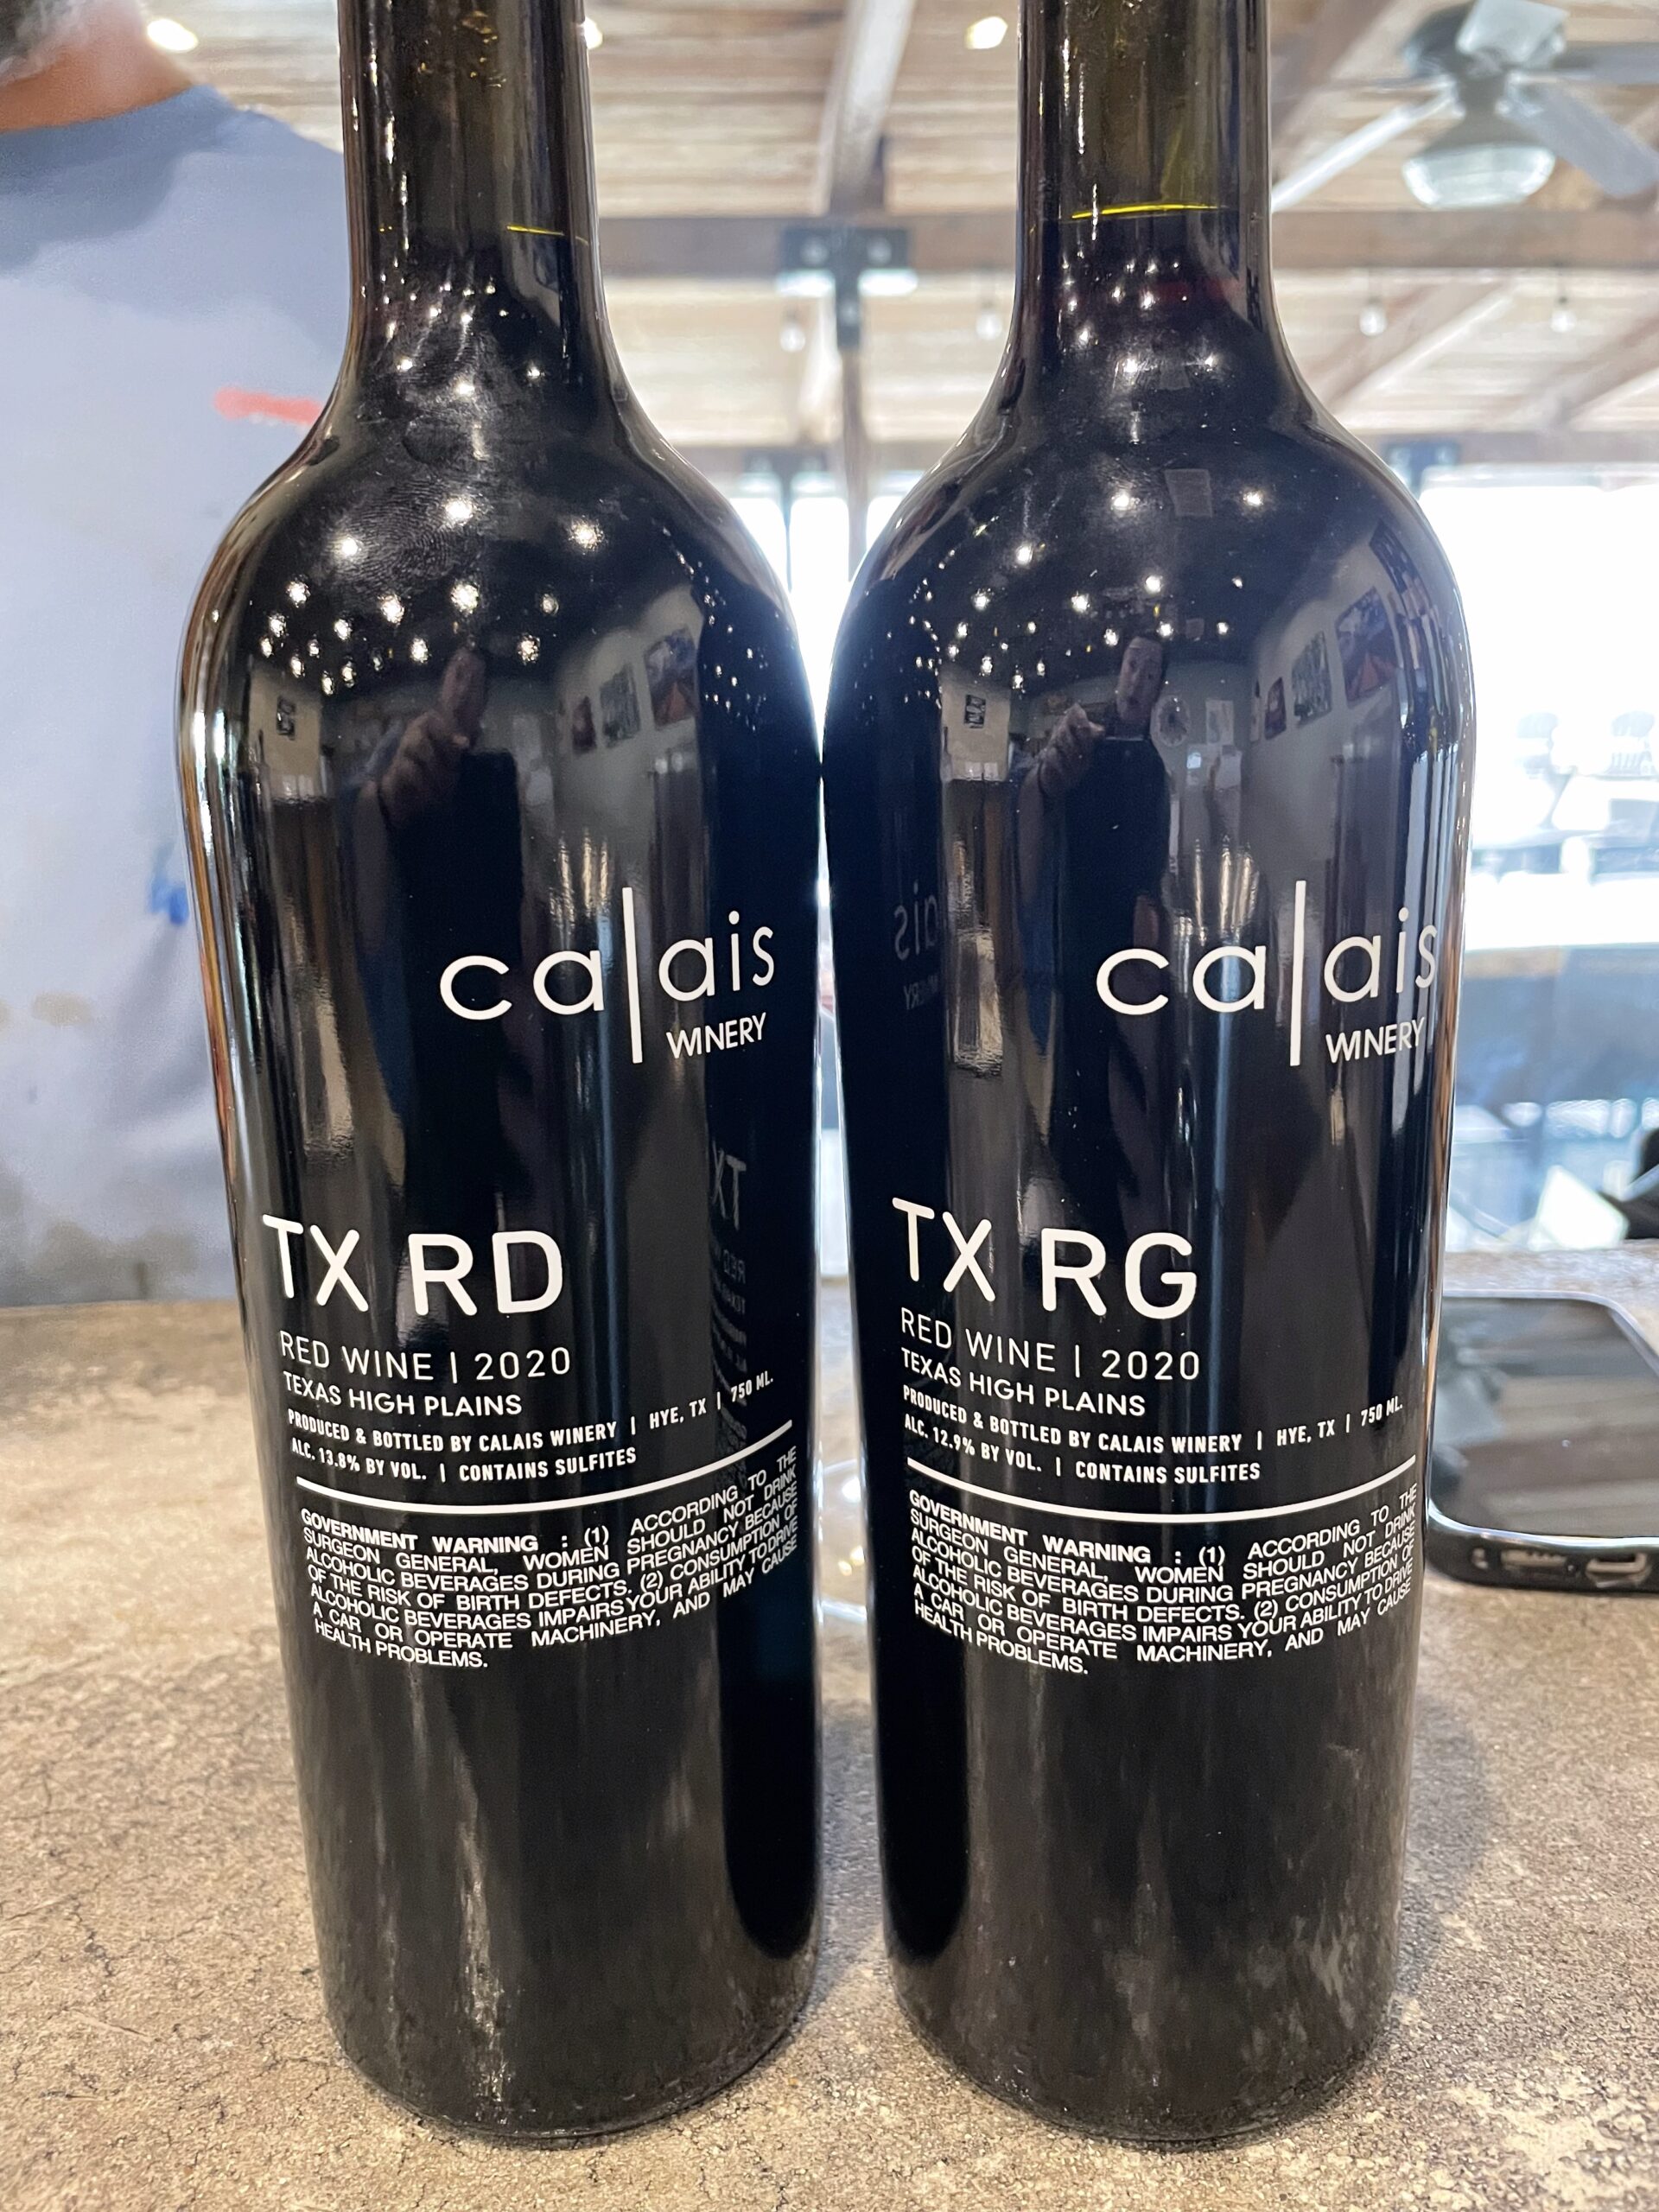 calais
WINERY
TX RD
RED WINE | 2020
TEXAS HIGH PLAINS
PRODUCED & BOTTLED BY CALAIS WINERY | HYE, TX | 750 ML.
ALC. 13.8% BY VOL. | CONTAINS SULFITES
GOVERNMENT WARNING : (1) ACCORDING TO THE
SURGEON GENERAL, WOMEN SHOULD NOT DRINK
ALCOHOLIC BEVERAGES DURING PREGNANCY BECAUSE
OF THE RISK OF BIRTH DEFECTS. (2) CONSUMPTION OF
ALCOHOLIC BEVERAGES IMPAIRS YOUR ABILITY TO DRIVE
A CAR OR OPERATE MACHINERY, AND MAY CAUSE
HEALTH PROBLEMS.
calais
WINERY
TX RG
RED WINE | 2020
TEXAS HIGH PLAINS
PRODUCED & BOTTLED BY CALAIS WINERY | HYE, TX | 750 ML.
ALC. 12.9% BY VOL. | CONTAINS SULFITES
GOVERNMENT WARNING : (1) ACCORDING TO THE
SURGEON GENERAL, WOMEN SHOULD NOT DRINK
ALCOHOLIC BEVERAGES DURING PREGNANCY BECAUSE
OF THE RISK OF BIRTH DEFECTS. (2) CONSUMPTION OF
ALCOHOLIC BEVERAGES IMPAIRS YOUR ABILITY TO DRIVE
A CAR OR OPERATE MACHINERY, AND MAY CAUSE
HEALTH PROBLEMS.